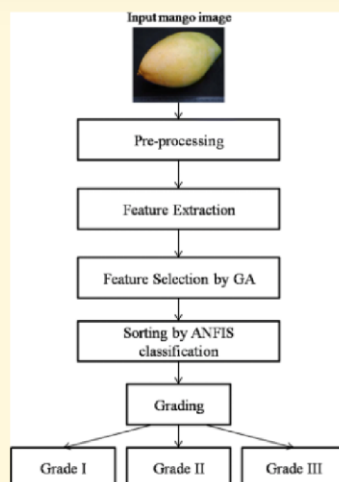 Input mango image
Pre-processing
Feature Extraction
Feature Selection by GA
Sorting by ANFIS
classification
Grading
Grade I
Grade II
Grade III